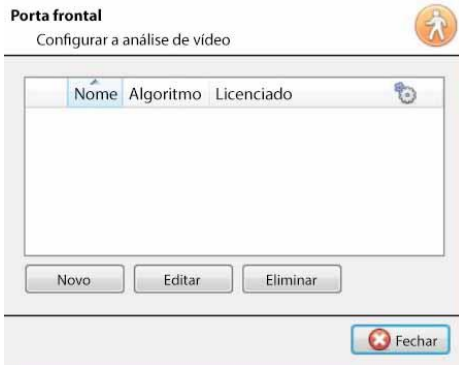 Porta frontal
Configurar a análise de vídeo
Nome Algoritmo Licenciado
Novo Editar Eliminar
Fechar